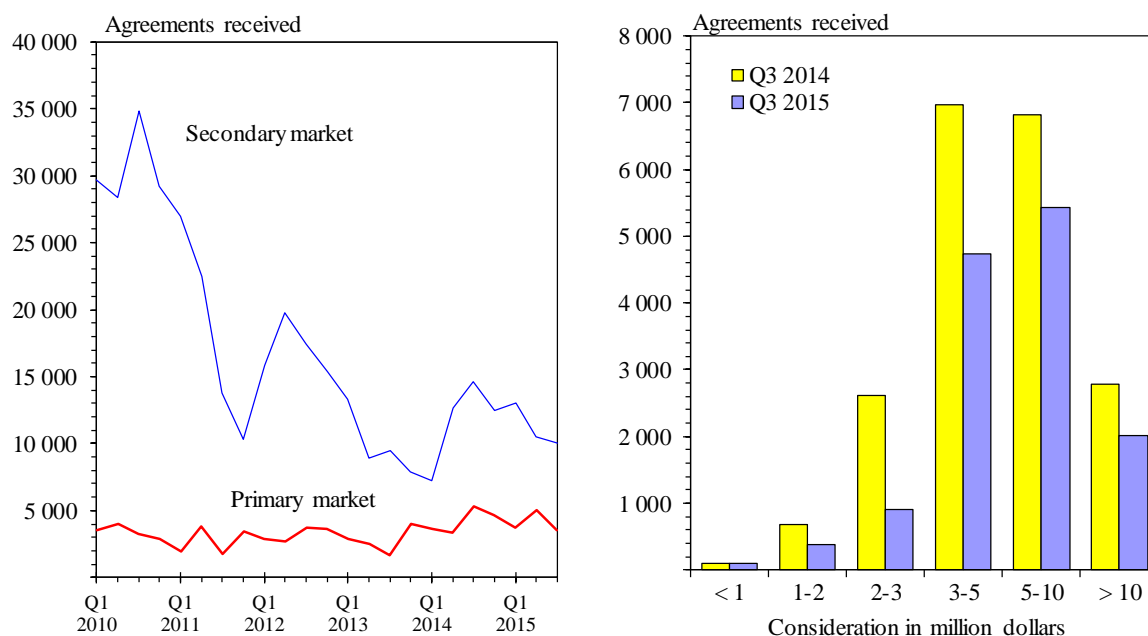 Agreements received
40 000
35 000
30 000
25 000
20 000
15 000
10 000
5 000
Secondary market
Primary market
Q1 Q1 Q1 Q1 Q1 Q1
2010 2011 2012 2013 2014 2015
Agreements received
8 000
7 000
6 000
5 000
4 000
3 000
2 000
1 000
Q3 2014
Q3 2015
< 1 1-2 2-3 3-5 5-10 > 10
Consideration in million dollars